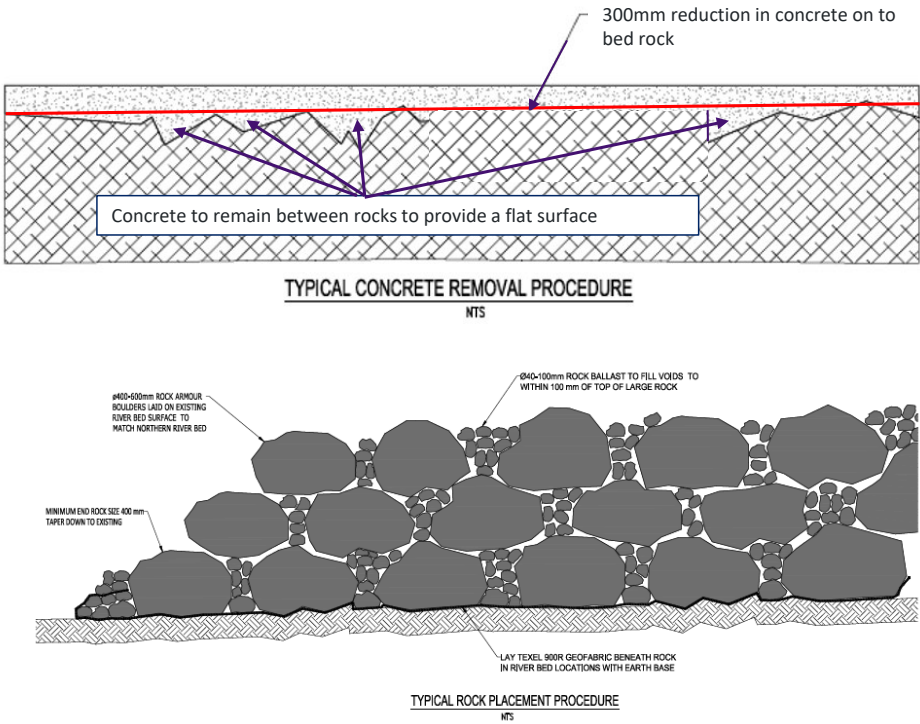 300mm reduction in concrete on to
bed rock
Concrete to remain between rocks to provide a flat surface
TYPICAL CONCRETE REMOVAL PROCEDURE
NTS
Ø40-100mm ROCK BALLAST TO FILL VOIDS TO
WITHIN 100 mm OF TOP OF LARGE ROCK
ø400-600mm ROCK ARMOUR
BOULDERS LAID ON EXISTING
RIVER BED SURFACE TO
MATCH NORTHERN RIVER BED
MINIMUM END ROCK SIZE 400 mm
TAPER DOWN TO EXISTING
LAY TEXEL 900R GEOFABRIC BENEATH ROCK
IN RIVER BED LOCATIONS WITH EARTH BASE
TYPICAL ROCK PLACEMENT PROCEDURE
NTS